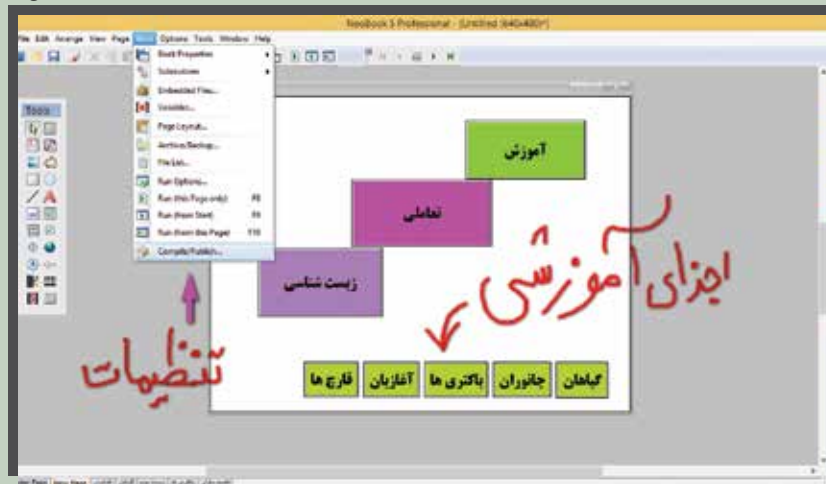 NeoBook 5 Professional - [Untitled (640x480)*]
File Edit Arrange View Page Book Options Tools Window Help
Book Properties
Subroutines
Embedded Files...
Variables...
Page Layout...
Archive/Backup...
File List...
Run Options...
Run (this Page only) F8
Run (from Start) F9
Run (from this Page) F10
Compile/Publish...
Tools
آموزش
تعاملی
زیست شناسی
اجزای آموزشی
تنظیمات
گیاهان جانوران باکتری ها آغازیان قارچ ها